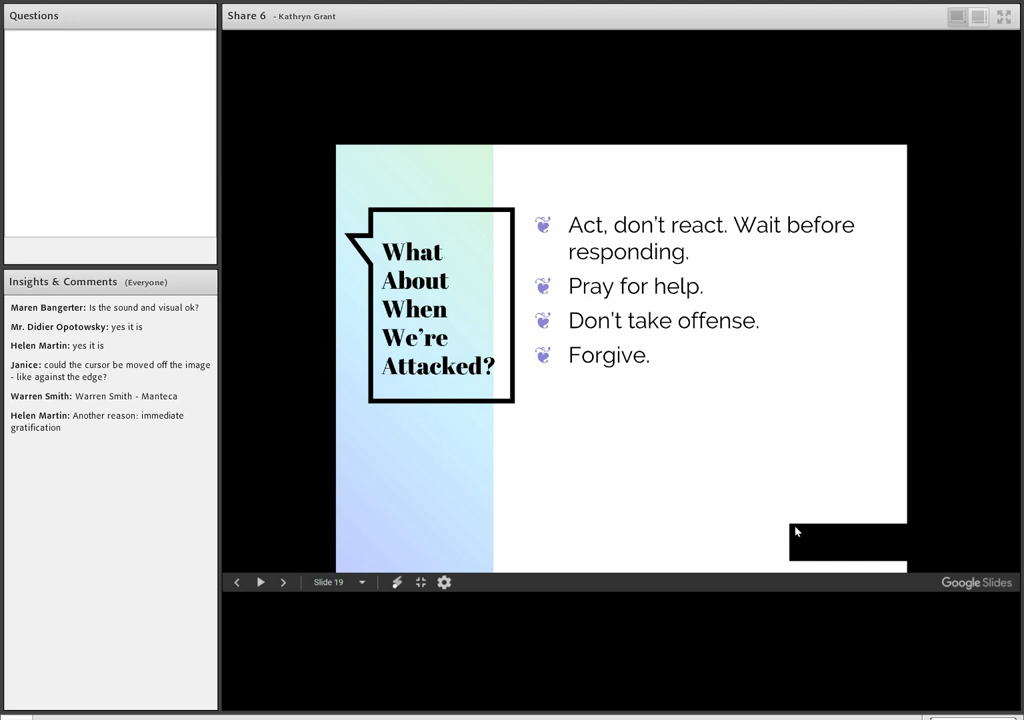 Questions
Share 6 - Kathryn Grant
Insights & Comments (Everyone)
Maren Bangerter: Is the sound and visual ok?
Mr. Didier Opotowsky: yes it is
Helen Martin: yes it is
Janice: could the cursor be moved off the image
- like against the edge?
Warren Smith: Warren Smith - Manteca
Helen Martin: Another reason: immediate
gratification
What
About
When
We’re
Attacked?
Act, don’t react. Wait before
responding.
Pray for help.
Don’t take offense.
Forgive.
Slide 19
Google Slides